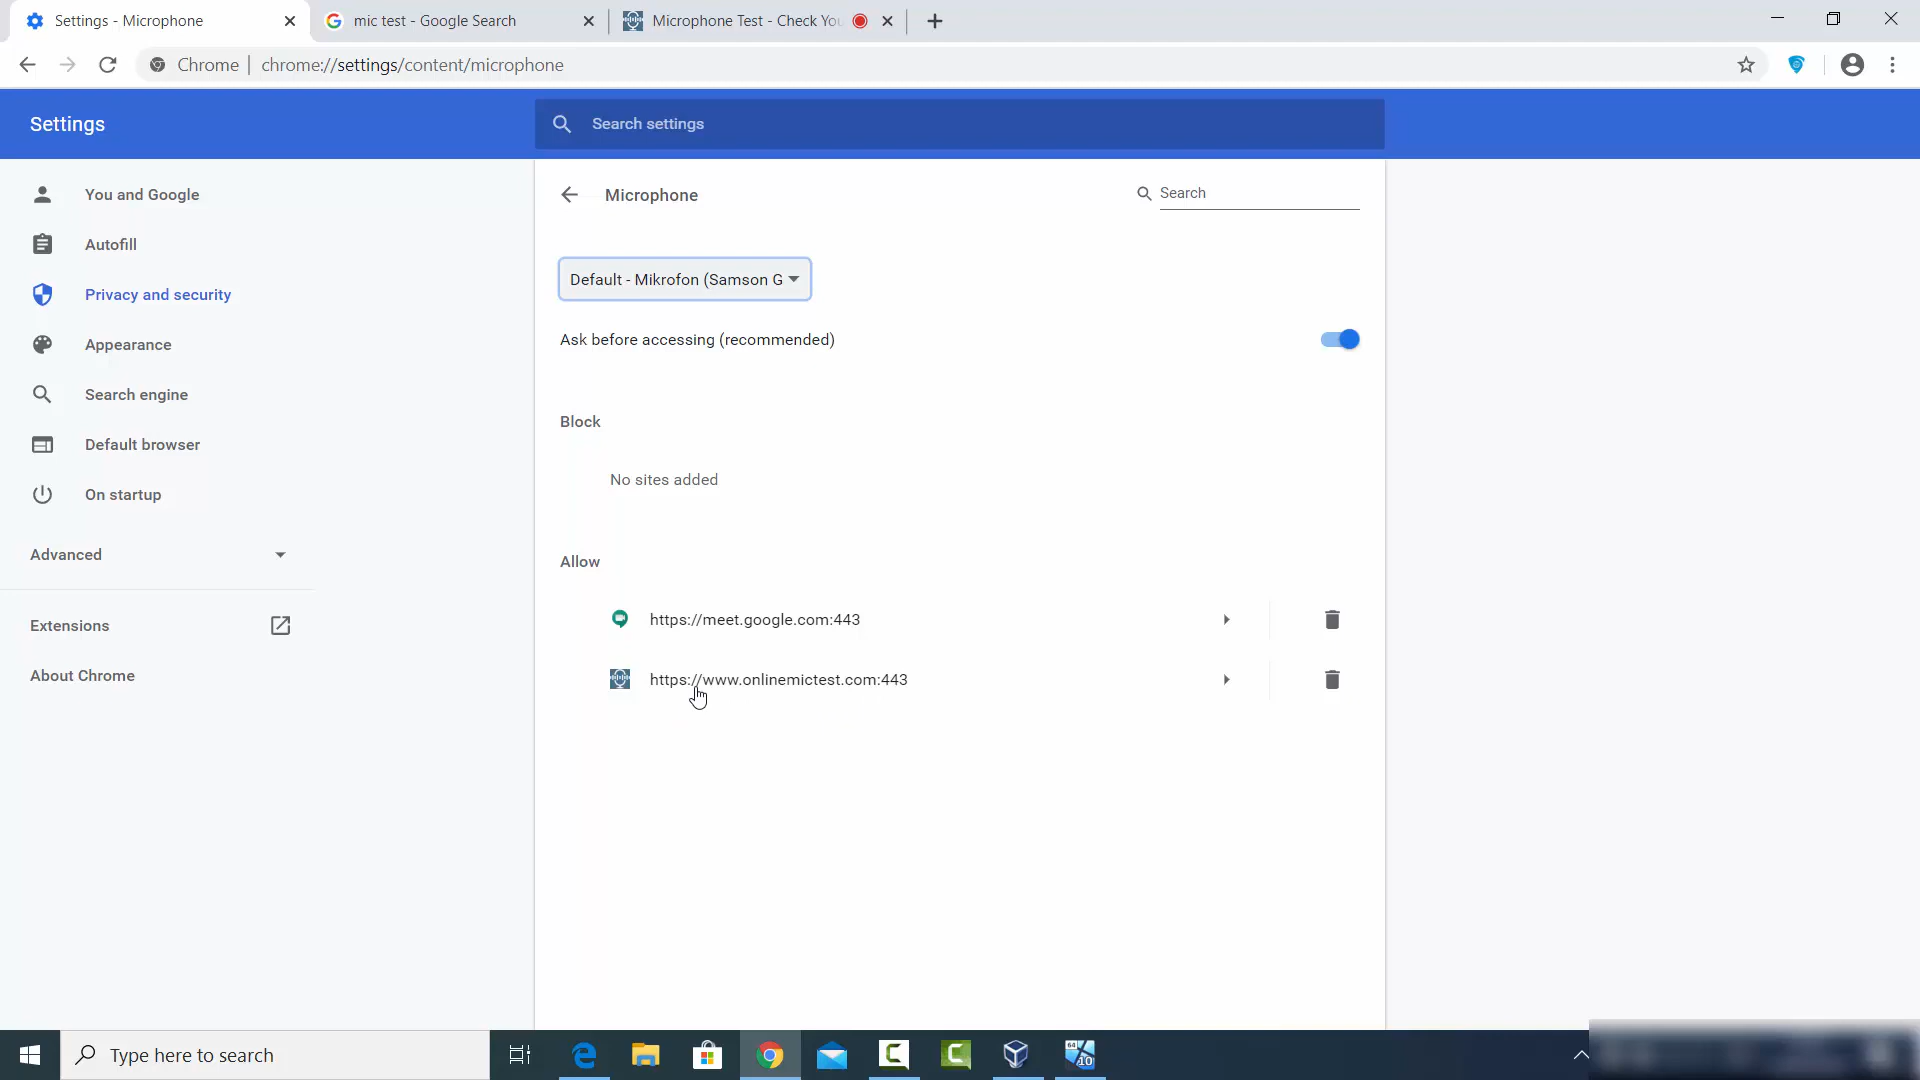 Settings - Microphone
mic test - Google Search
Microphone Test - Check You
Chrome | chrome://settings/content/microphone
Settings
Search settings
You and Google
Autofill
Privacy and security
Appearance
Search engine
Default browser
On startup
Advanced
Extensions
About Chrome
Microphone
Search
Default - Mikrofon (Samson G
Ask before accessing (recommended)
Block
No sites added
Allow
https://meet.google.com:443
https://www.onlinemictest.com:443
Type here to search
64
10